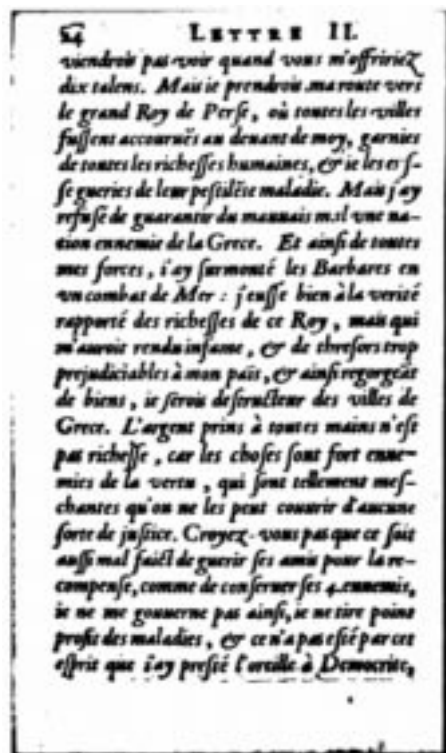 24 LETTRE II.
viendrois pas voir quand vous m'offririez
dix talens. Mais ie prendrois ma route vers
le grand Roy de Perſe, où toutes les villes
fuſſent accouruës au deuant de moy, garnies
de toutes les richeſſes humaines, & ie les eſ-
ſe gueries de leur peſtilẽte maladie. Mais j'ay
refuſé de guarantir du mauuais mal vne na-
tion ennemie de la Grece. Et ainſi de toutes
mes forces, i'ay ſurmonté les Barbares en
vn combat de Mer : j'euſſe bien à la verité
rapporté des richeſſes de ce Roy, mais qui
m'auroit rendu infame, & de threſors trop
prejudiciables à mon païs, & ainſi regorgeãt
de biens, ie ſerois deſtructeur des villes de
Grece. L'argent prins à toutes mains n'eſt
pas richeſſe, car les choſes ſont fort enne-
mies de la vertu, qui ſont tellement meſ-
chantes qu'on ne les peut couurir d'aucune
ſorte de juſtice. Croyez-vous pas que ce ſoit
auſſi mal faict de guerir ſes amis pour la re-
compenſe, comme de conſeruer ſes ennemis,
ie ne me gouuerne pas ainſi, ie ne tire point
profit des maladies, & ce n'a pas eſté par cet
eſprit que i'ay preſté l'oreille à Democrite,